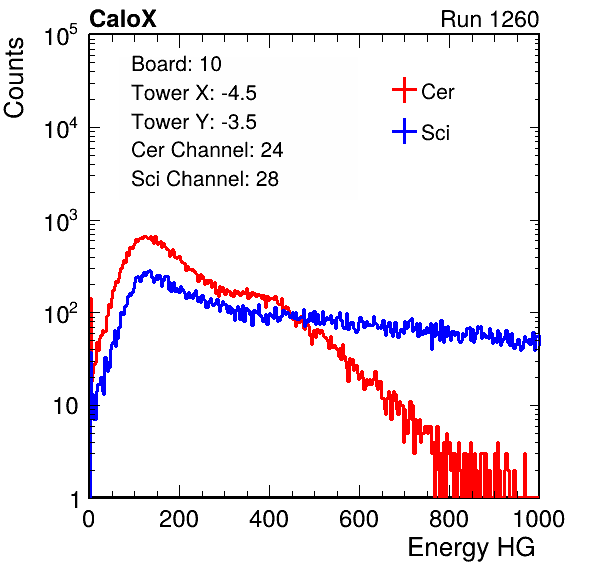 CaloX Run 1260
Counts
10^5
10^4
10^3
10^2
10
1
Board: 10
Tower X: -4.5
Tower Y: -3.5
Cer Channel: 24
Sci Channel: 28
Cer
Sci
0 200 400 600 800 1000
Energy HG